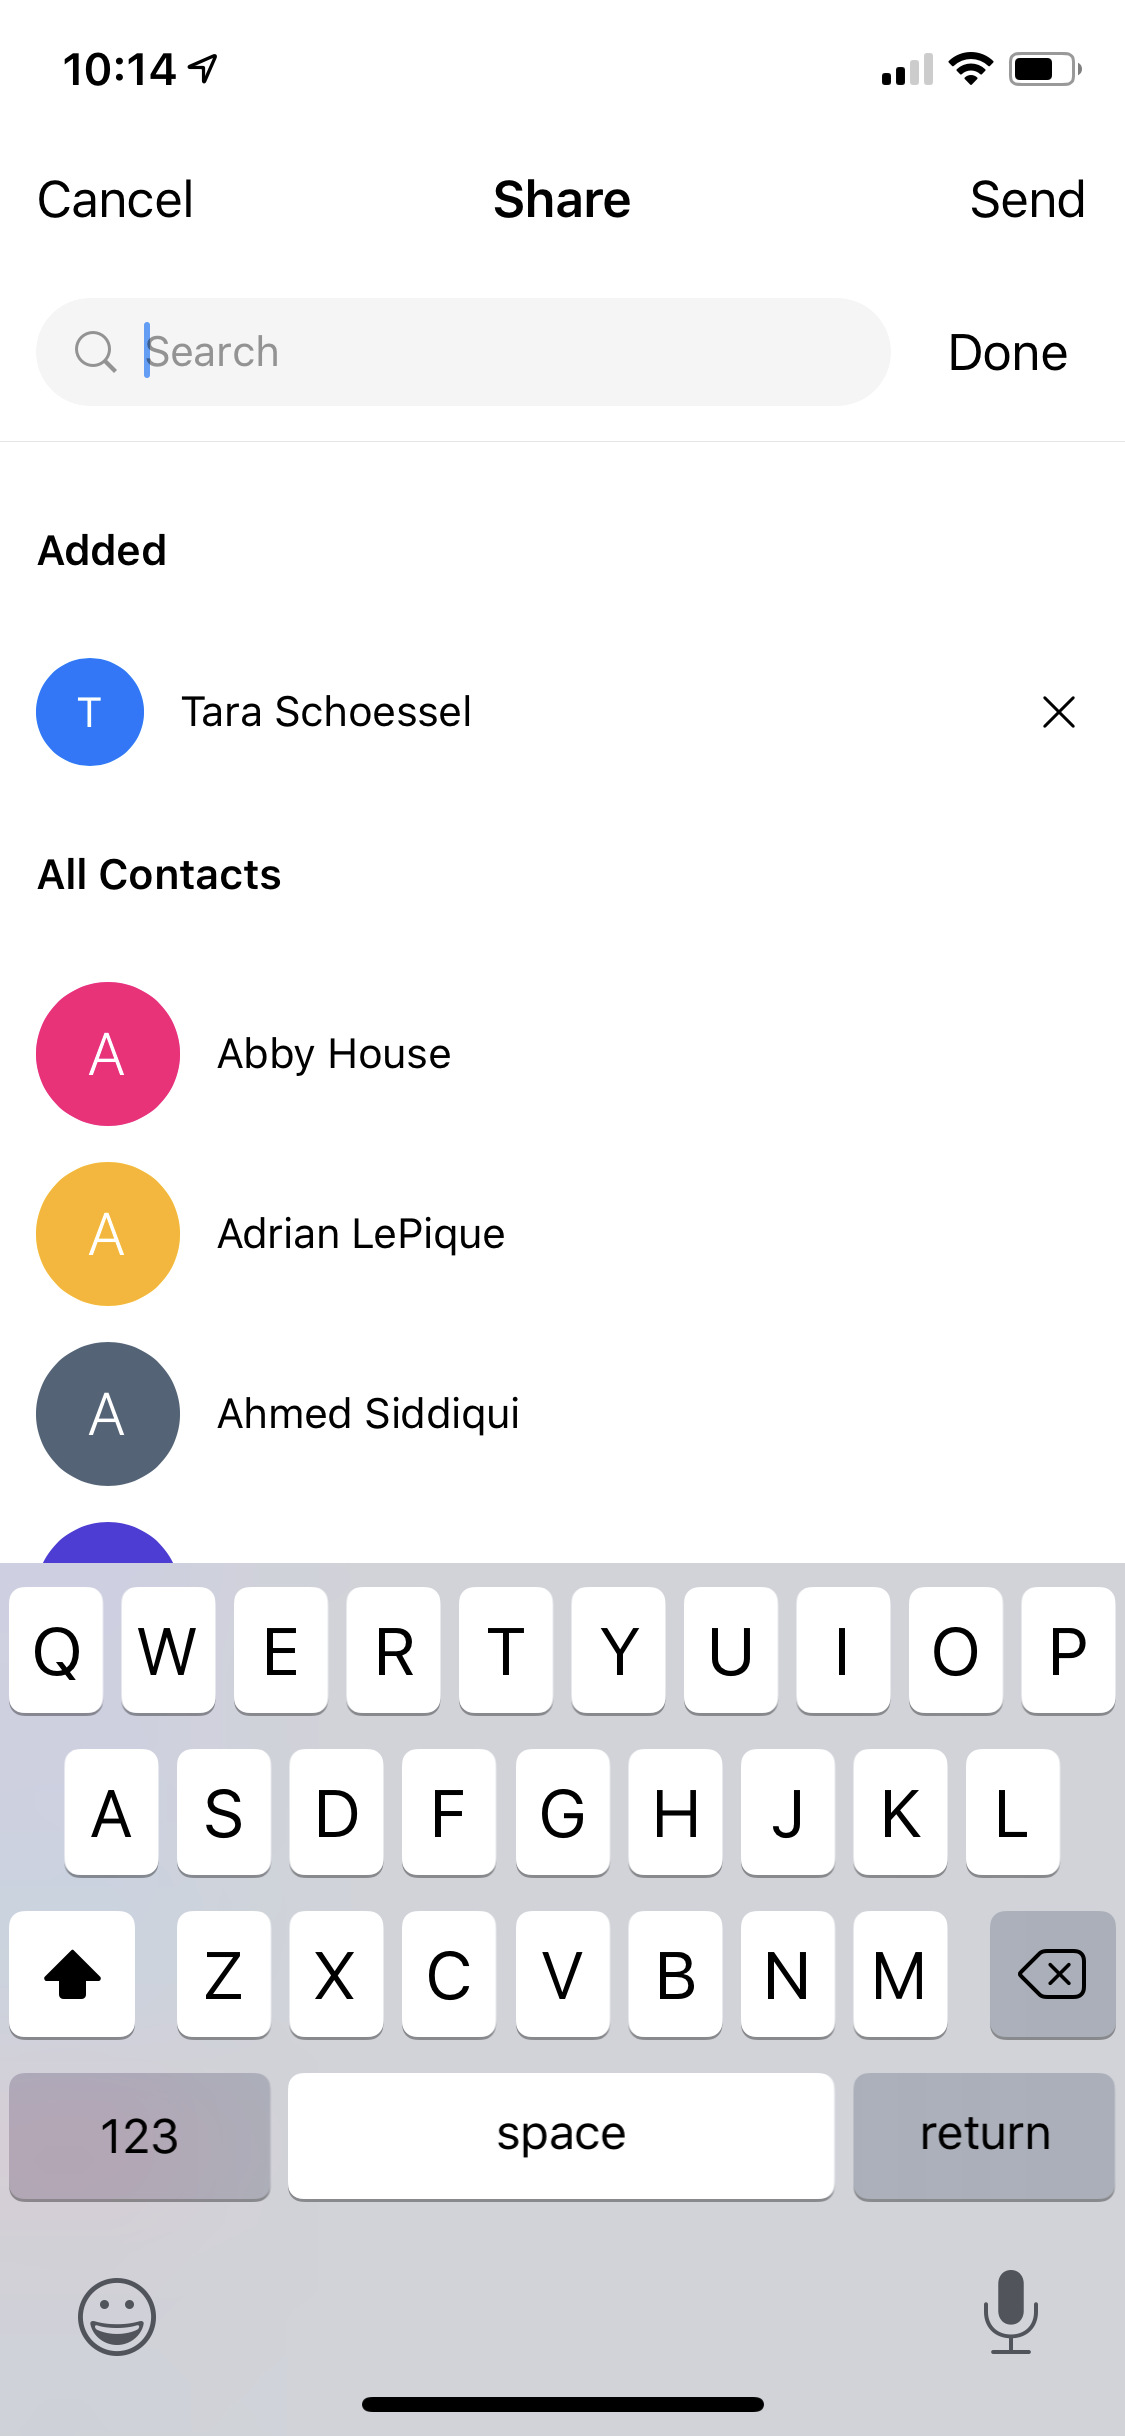 10:14
Cancel Share Send
Search Done
Added
T Tara Schoessel
All Contacts
A Abby House
A Adrian LePique
A Ahmed Siddiqui
Q W E R T Y U I O P
A S D F G H J K L
Z X C V B N M
123 space return